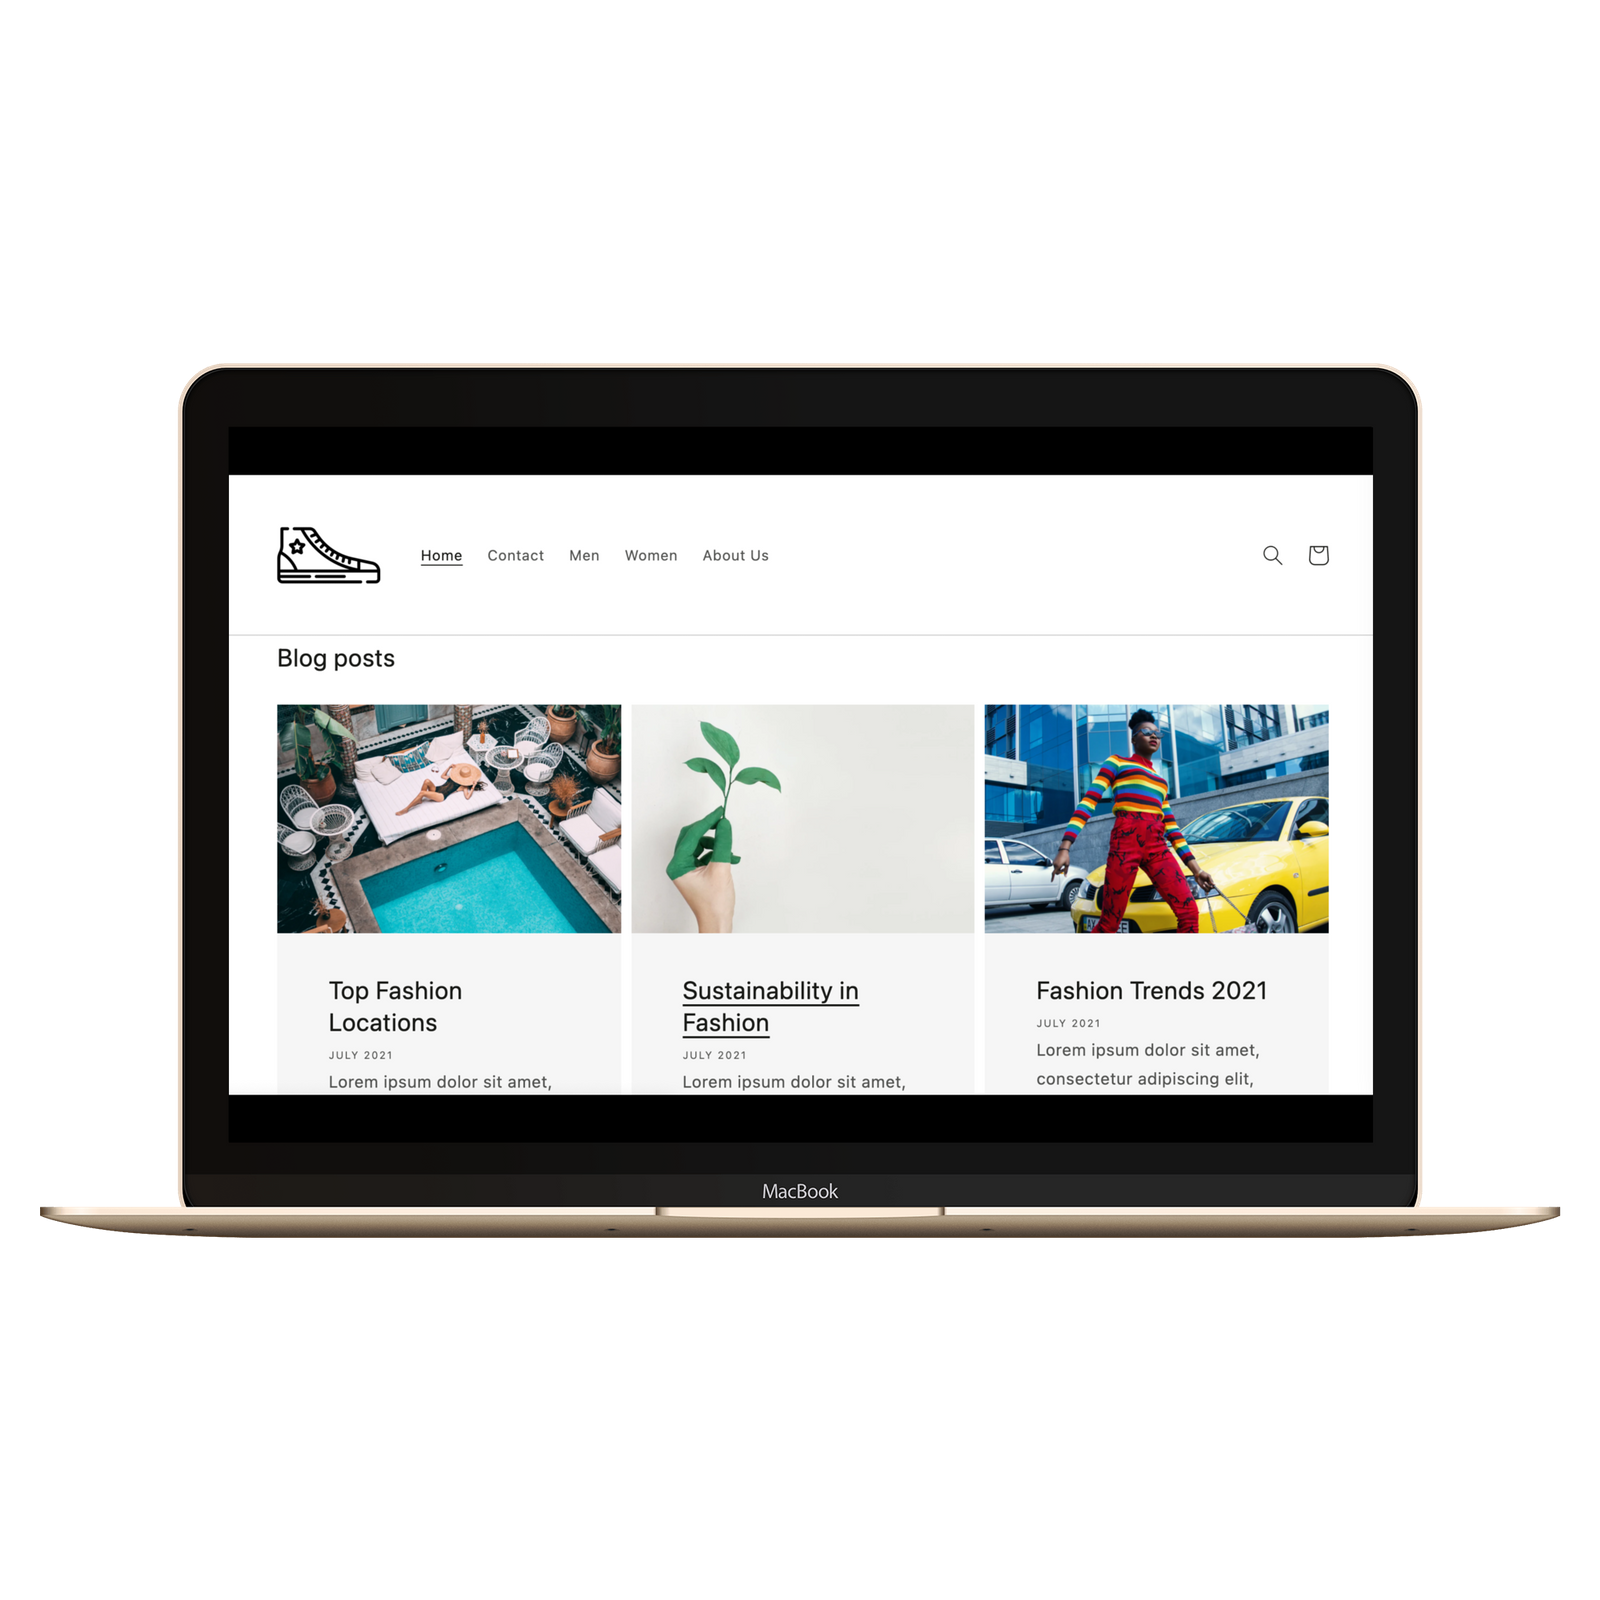 Home Contact Men Women About Us
Blog posts
Top Fashion
Locations
JULY 2021
Lorem ipsum dolor sit amet,
Sustainability in
Fashion
JULY 2021
Lorem ipsum dolor sit amet,
Fashion Trends 2021
JULY 2021
Lorem ipsum dolor sit amet,
consectetur adipiscing elit,
MacBook